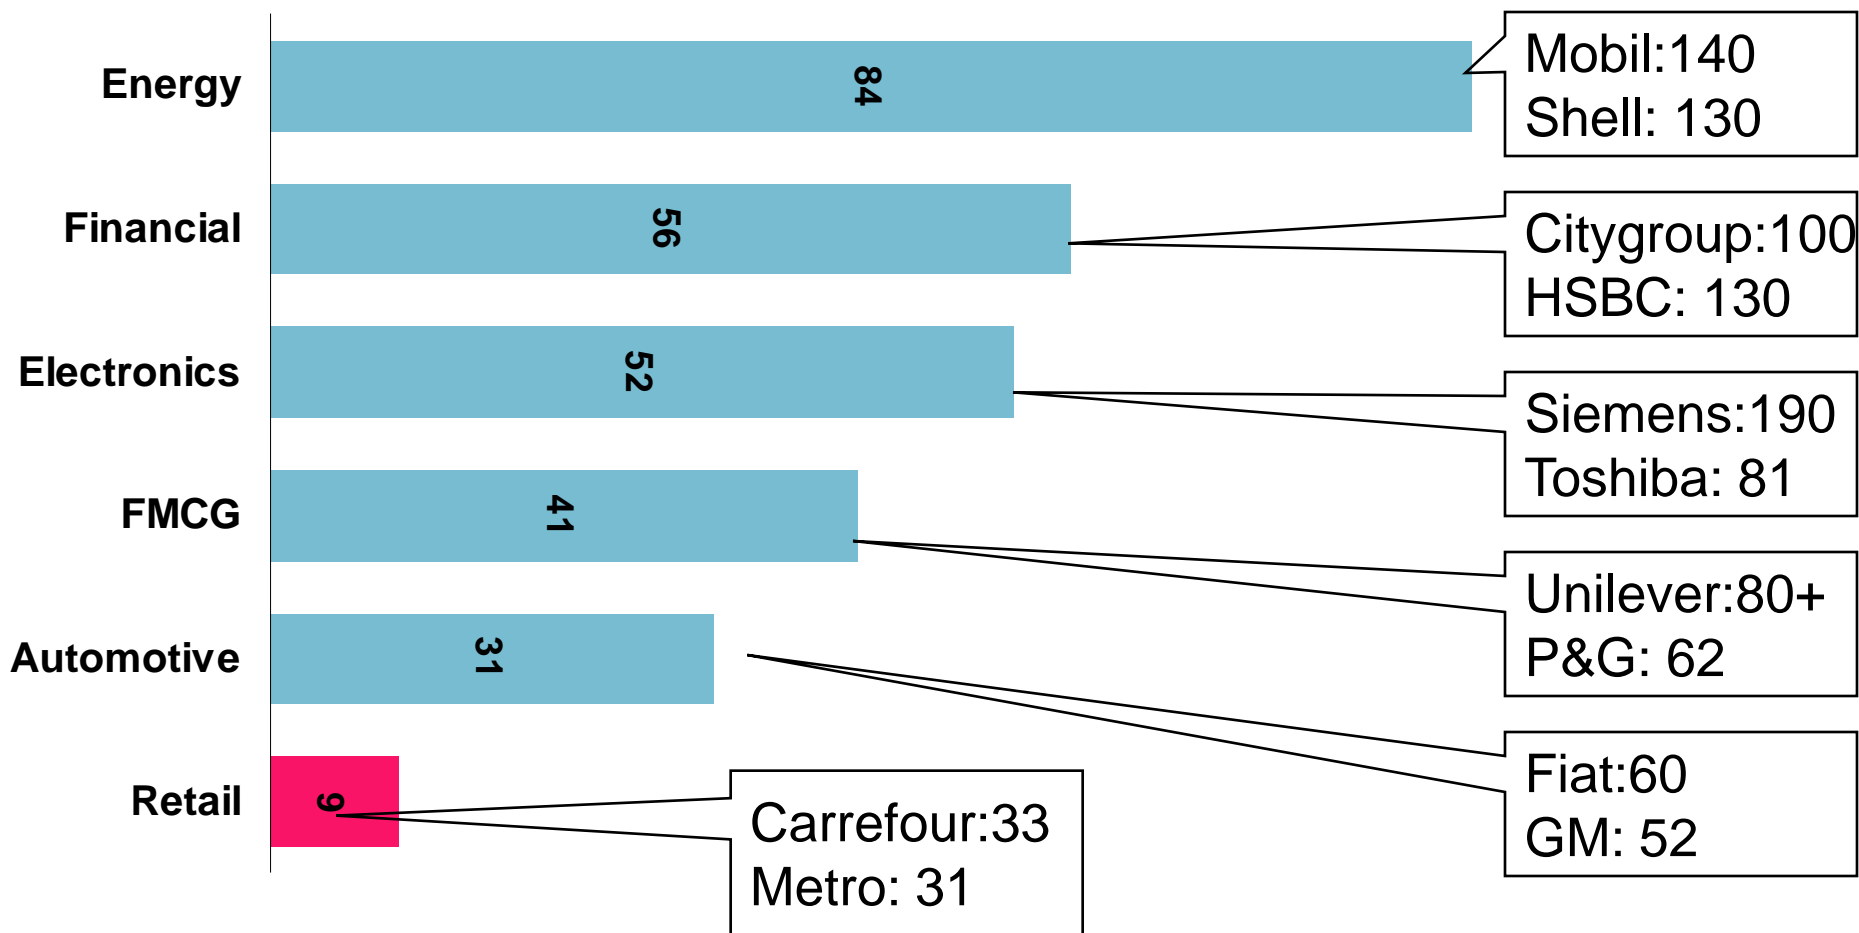 Energy
84
Mobil:140
Shell: 130
Financial
56
Citygroup:100
HSBC: 130
Electronics
52
Siemens:190
Toshiba: 81
FMCG
41
Unilever:80+
P&G: 62
Automotive
31
Fiat:60
GM: 52
Retail
9
Carrefour:33
Metro: 31